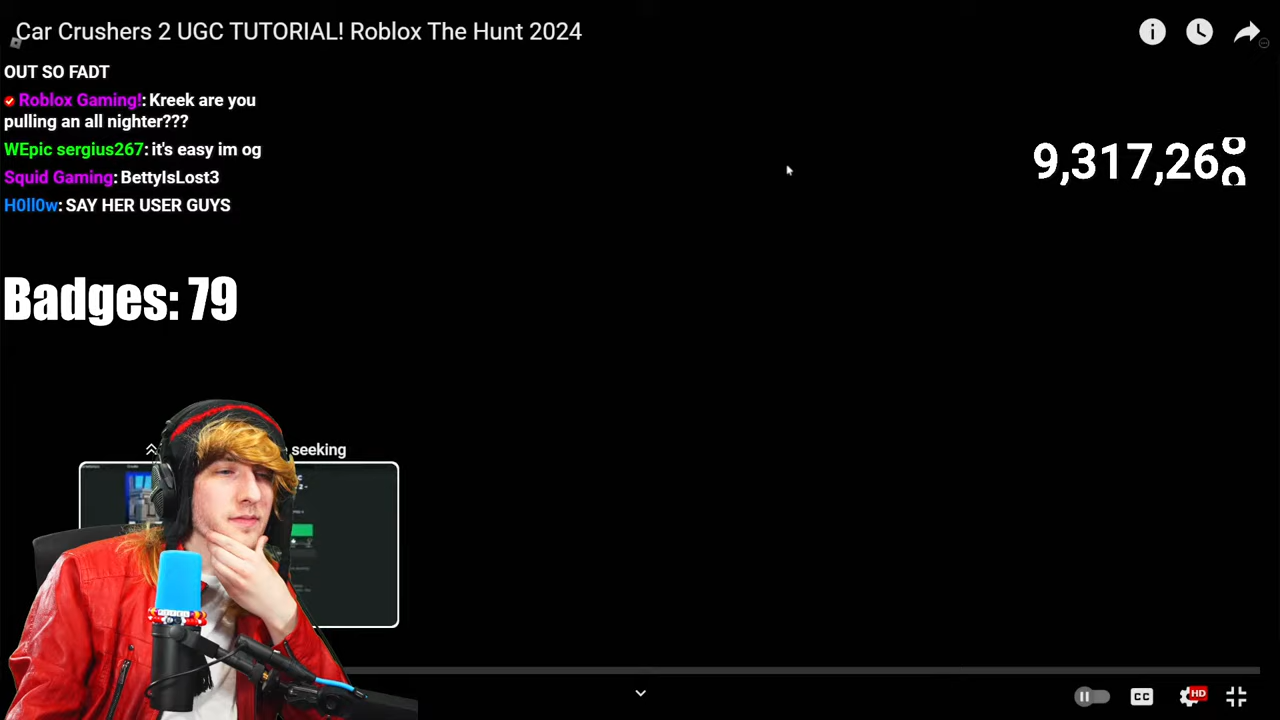 Car Crushers 2 UGC TUTORIAL! Roblox The Hunt 2024
OUT SO FADT
Roblox Gaming!: Kreek are you
pulling an all nighter???
WEpic sergius267: it's easy im og
Squid Gaming: BettyIsLost3
H0ll0w: SAY HER USER GUYS
9,317,26
Badges: 79
seeking
CC
HD